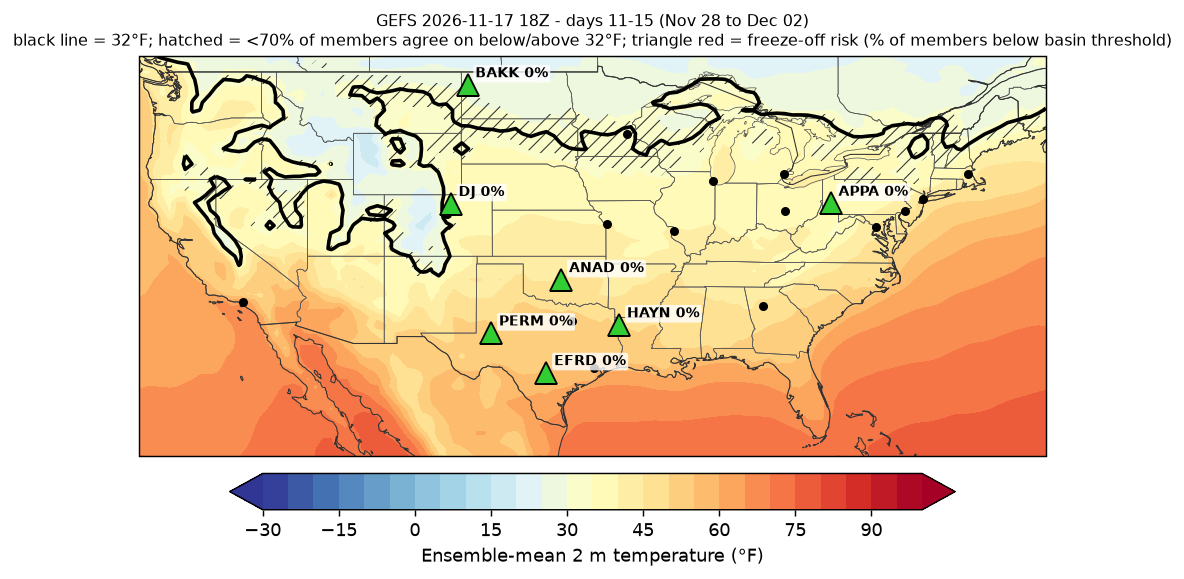 GEFS 2026-11-17 18Z - days 11-15 (Nov 28 to Dec 02)
black line = 32°F; hatched = <70% of members agree on below/above 32°F; triangle red = freeze-off risk (% of members below basin threshold)
BAKK 0%
DJ 0%
APPA 0%
ANAD 0%
HAYN 0%
PERM 0%
EFRD 0%
−30 −15 0 15 30 45 60 75 90
Ensemble-mean 2 m temperature (°F)